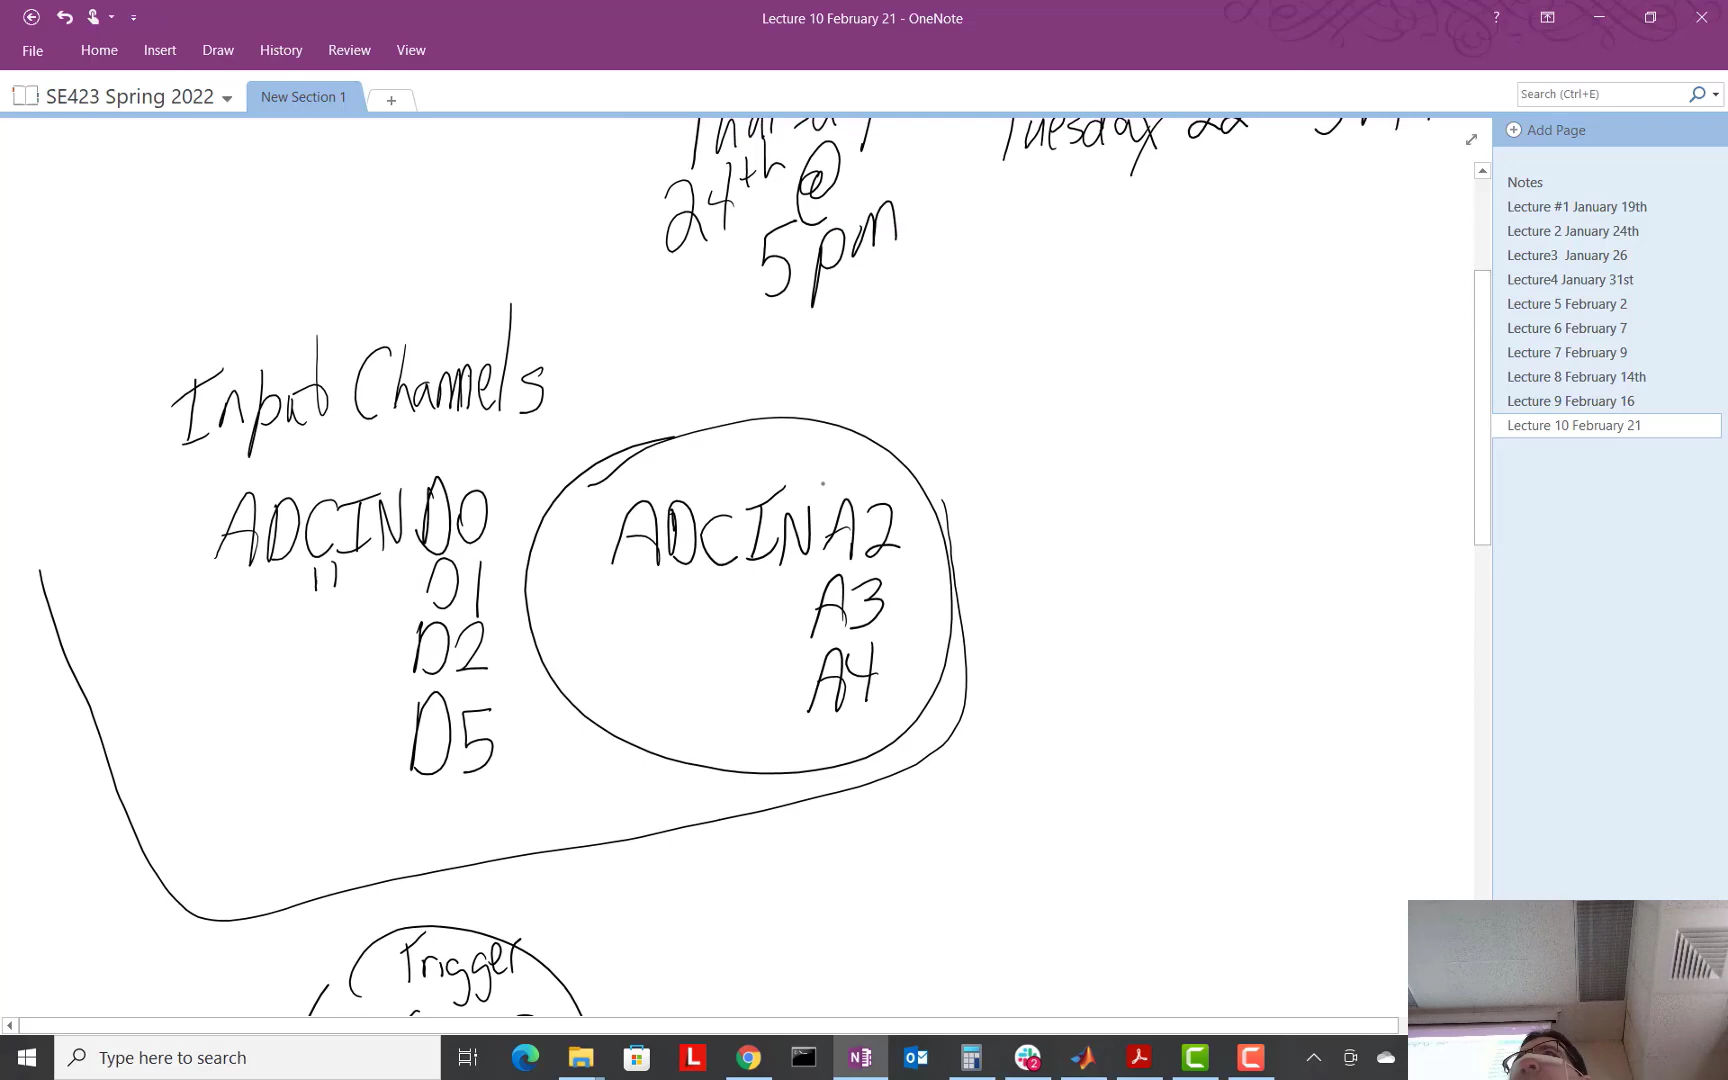 Lecture 10 February 21 - OneNote
?
File Home Insert Draw History Review View
SE423 Spring 2022
New Section 1
+
Search (Ctrl+E)
Add Page
Notes
Lecture #1 January 19th
Lecture 2 January 24th
Lecture3 January 26
Lecture4 January 31st
Lecture 5 February 2
Lecture 6 February 7
Lecture 7 February 9
Lecture 8 February 14th
Lecture 9 February 16
Lecture 10 February 21
Tuesday 22
24th @
5pm
Input Channels
ADCIND0
D1
D2
D5
ADCINA2
A3
A4
Trigger
Type here to search
L
2
C
C